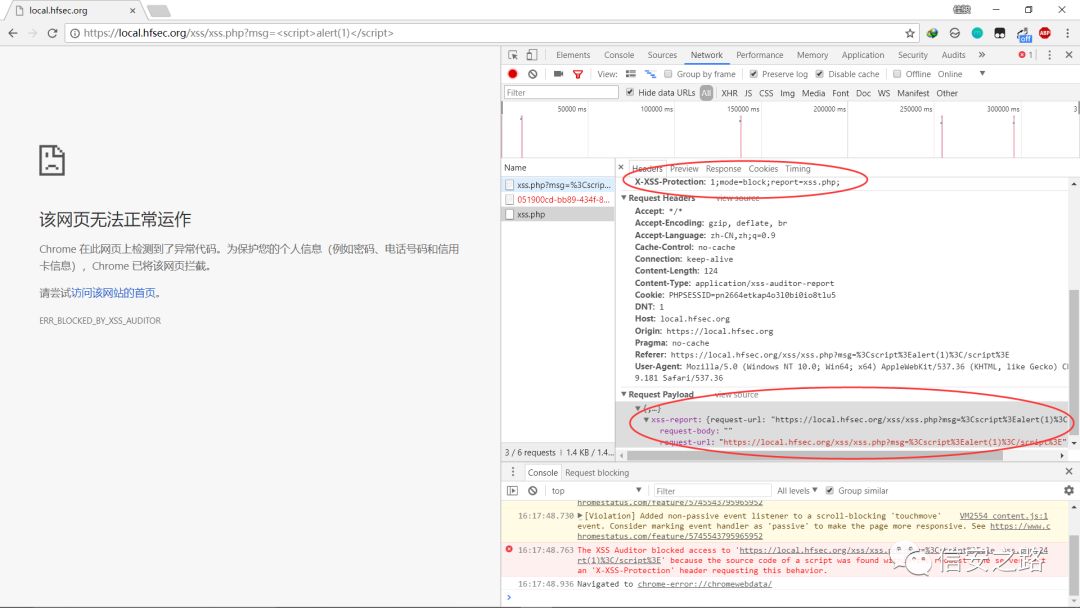 local.hfsec.org
https://local.hfsec.org/xss/xss.php?msg=<script>alert(1)</script>
off
ABP
该网页无法正常运作
Chrome 在此网页上检测到了异常代码。为保护您的个人信息（例如密码、电话号码和信用
卡信息），Chrome 已将该网页拦截。
请尝试访问该网站的首页。
ERR_BLOCKED_BY_XSS_AUDITOR
Elements Console Sources Network Performance Memory Application Security Audits » 1
View: Group by frame Preserve log Disable cache Offline Online
Filter Hide data URLs All XHR JS CSS Img Media Font Doc WS Manifest Other
50000 ms 100000 ms 150000 ms 200000 ms 250000 ms 300000 ms 3
Name
xss.php?msg=%3Cscrip...
051900cd-bb89-434f-8...
xss.php
3 / 6 requests | 1.4 KB / 1.4...
× Headers Preview Response Cookies Timing
X-XSS-Protection: 1;mode=block;report=xss.php;
Request Headers view source
Accept: */*
Accept-Encoding: gzip, deflate, br
Accept-Language: zh-CN,zh;q=0.9
Cache-Control: no-cache
Connection: keep-alive
Content-Length: 124
Content-Type: application/xss-auditor-report
Cookie: PHPSESSID=pn2664etkap4o310bi0io8tlu5
DNT: 1
Host: local.hfsec.org
Origin: https://local.hfsec.org
Pragma: no-cache
Referer: https://local.hfsec.org/xss/xss.php?msg=%3Cscript%3Ealert(1)%3C/script%3E
User-Agent: Mozilla/5.0 (Windows NT 10.0; Win64; x64) AppleWebKit/537.36 (KHTML, like Gecko) Ch
9.181 Safari/537.36
Request Payload view source
{,…}
xss-report: {request-url: "https://local.hfsec.org/xss/xss.php?msg=%3Cscript%3Ealert(1)%3C
request-body: ""
request-url: "https://local.hfsec.org/xss/xss.php?msg=%3Cscript%3Ealert(1)%3C/script%3E"
Console Request blocking
top Filter All levels Group similar
hromestatus.com/feature/5745543795965952
16:17:48.730 [Violation] Added non-passive event listener to a scroll-blocking 'touchmove' VM2554 content.js:1
event. Consider marking event handler as 'passive' to make the page more responsive. See https://www.c
hromestatus.com/feature/5745543795965952
16:17:48.763 The XSS Auditor blocked access to 'https://local.hfsec.org/xss/xss.
rt(1)%3C/script%3E' because the source code of a script was found
an 'X-XSS-Protection' header requesting this behavior.
16:17:48.936 Navigated to chrome-error://chromewebdata/
信安之路